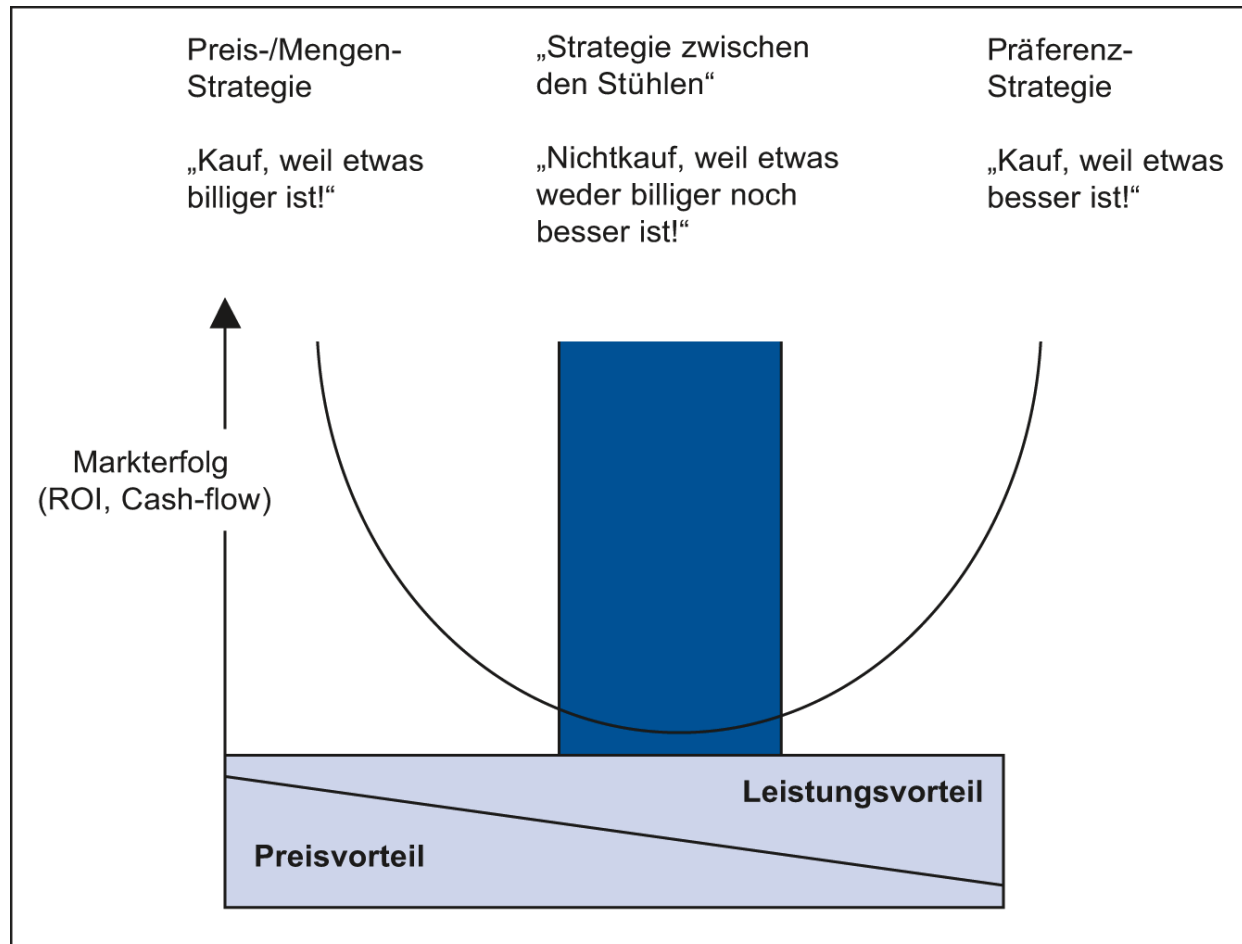 Preis-/Mengen-
Strategie
„Kauf, weil etwas
billiger ist!“
„Strategie zwischen
den Stühlen“
„Nichtkauf, weil etwas
weder billiger noch
besser ist!“
Präferenz-
Strategie
„Kauf, weil etwas
besser ist!“
Markterfolg
(ROI, Cash-flow)
Leistungsvorteil
Preisvorteil